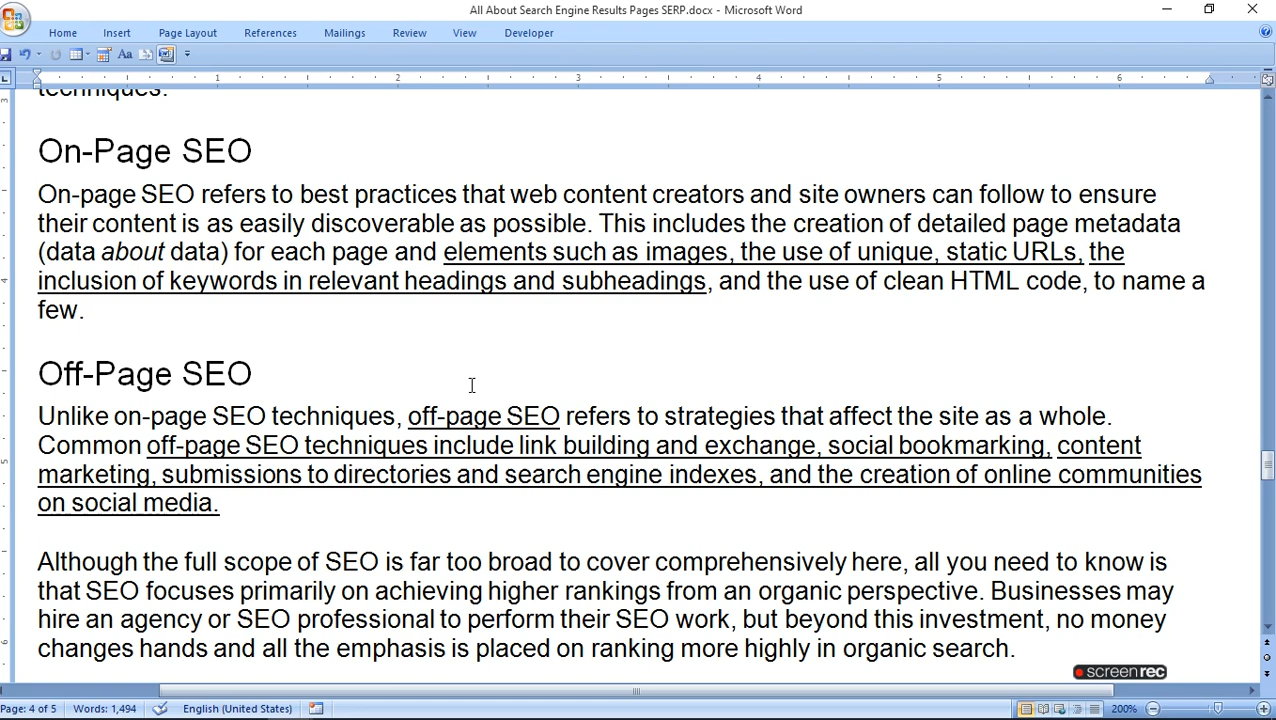 All About Search Engine Results Pages SERP.docx - Microsoft Word
Home Insert Page Layout References Mailings Review View Developer
Aa
1 2 3 4 5 6
techniques.
On-Page SEO
On-page SEO refers to best practices that web content creators and site owners can follow to ensure
their content is as easily discoverable as possible. This includes the creation of detailed page metadata
(data about data) for each page and elements such as images, the use of unique, static URLs, the
inclusion of keywords in relevant headings and subheadings, and the use of clean HTML code, to name a
few.
Off-Page SEO
Unlike on-page SEO techniques, off-page SEO refers to strategies that affect the site as a whole.
Common off-page SEO techniques include link building and exchange, social bookmarking, content
marketing, submissions to directories and search engine indexes, and the creation of online communities
on social media.
Although the full scope of SEO is far too broad to cover comprehensively here, all you need to know is
that SEO focuses primarily on achieving higher rankings from an organic perspective. Businesses may
hire an agency or SEO professional to perform their SEO work, but beyond this investment, no money
changes hands and all the emphasis is placed on ranking more highly in organic search.
screenrec
Page: 4 of 5 Words: 1,494 English (United States) 200%